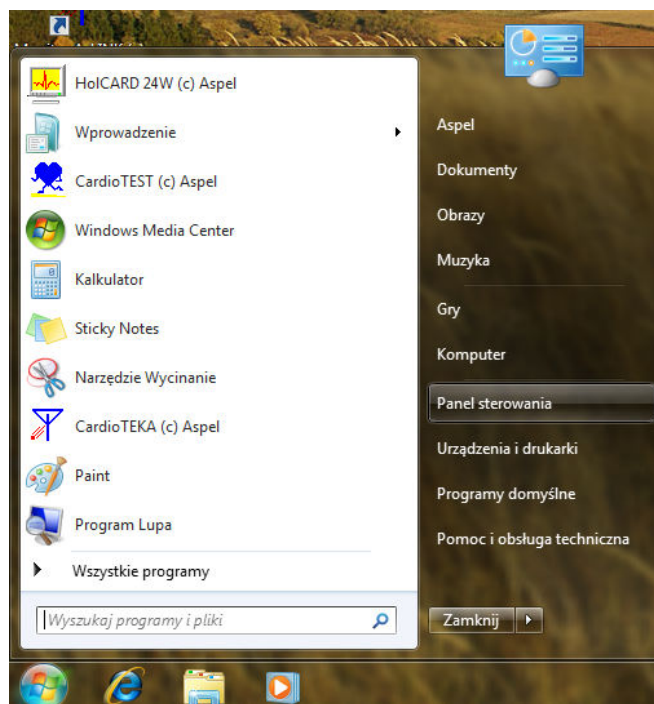 HolCARD 24W (c) Aspel
Wprowadzenie
CardioTEST (c) Aspel
Windows Media Center
Kalkulator
Sticky Notes
Narzędzie Wycinanie
CardioTEKA (c) Aspel
Paint
Program Lupa
Wszystkie programy
Wyszukaj programy i pliki
Aspel
Dokumenty
Obrazy
Muzyka
Gry
Komputer
Panel sterowania
Urządzenia i drukarki
Programy domyślne
Pomoc i obsługa techniczna
Zamknij